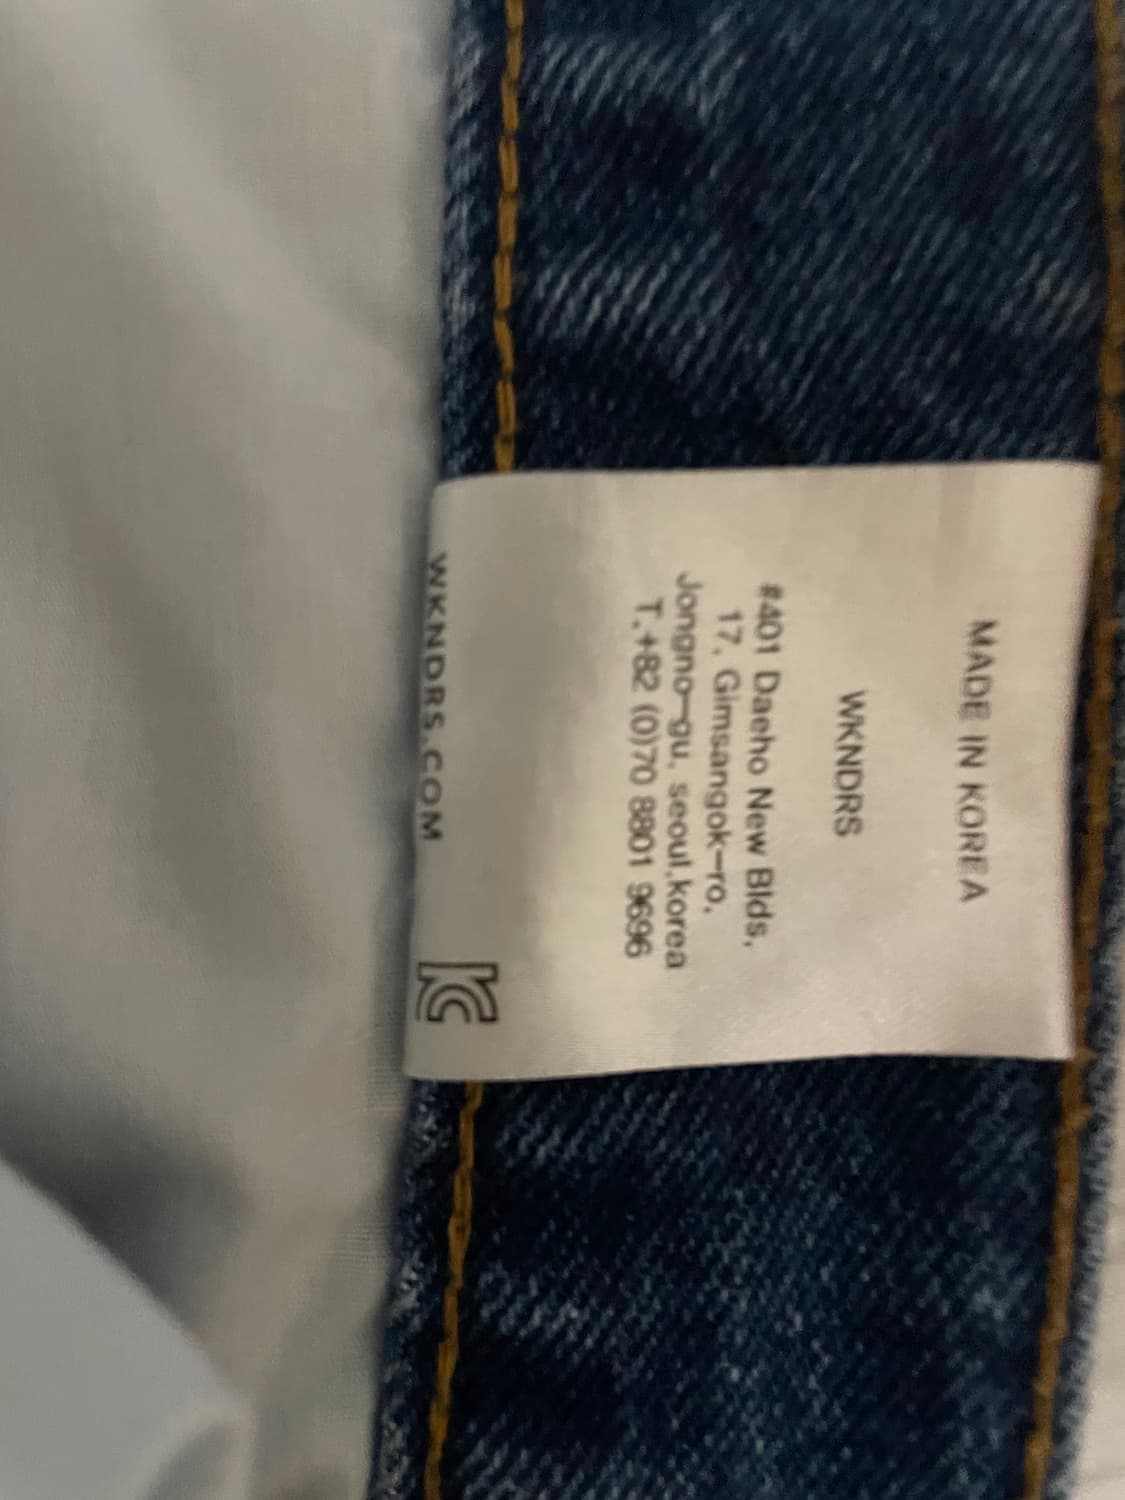 MADE IN KOREA
WKNDRS
#401 Daeho New Blds,
17, Gimsangok-ro,
Jongno-gu, seoul,korea
T.+82 (0)70 8801 9696
WKNDRS.COM